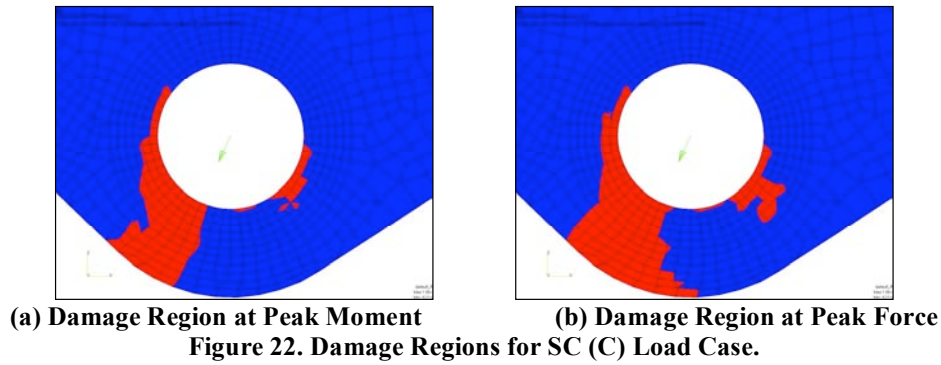 (a) Damage Region at Peak Moment (b) Damage Region at Peak Force
Figure 22. Damage Regions for SC (C) Load Case.